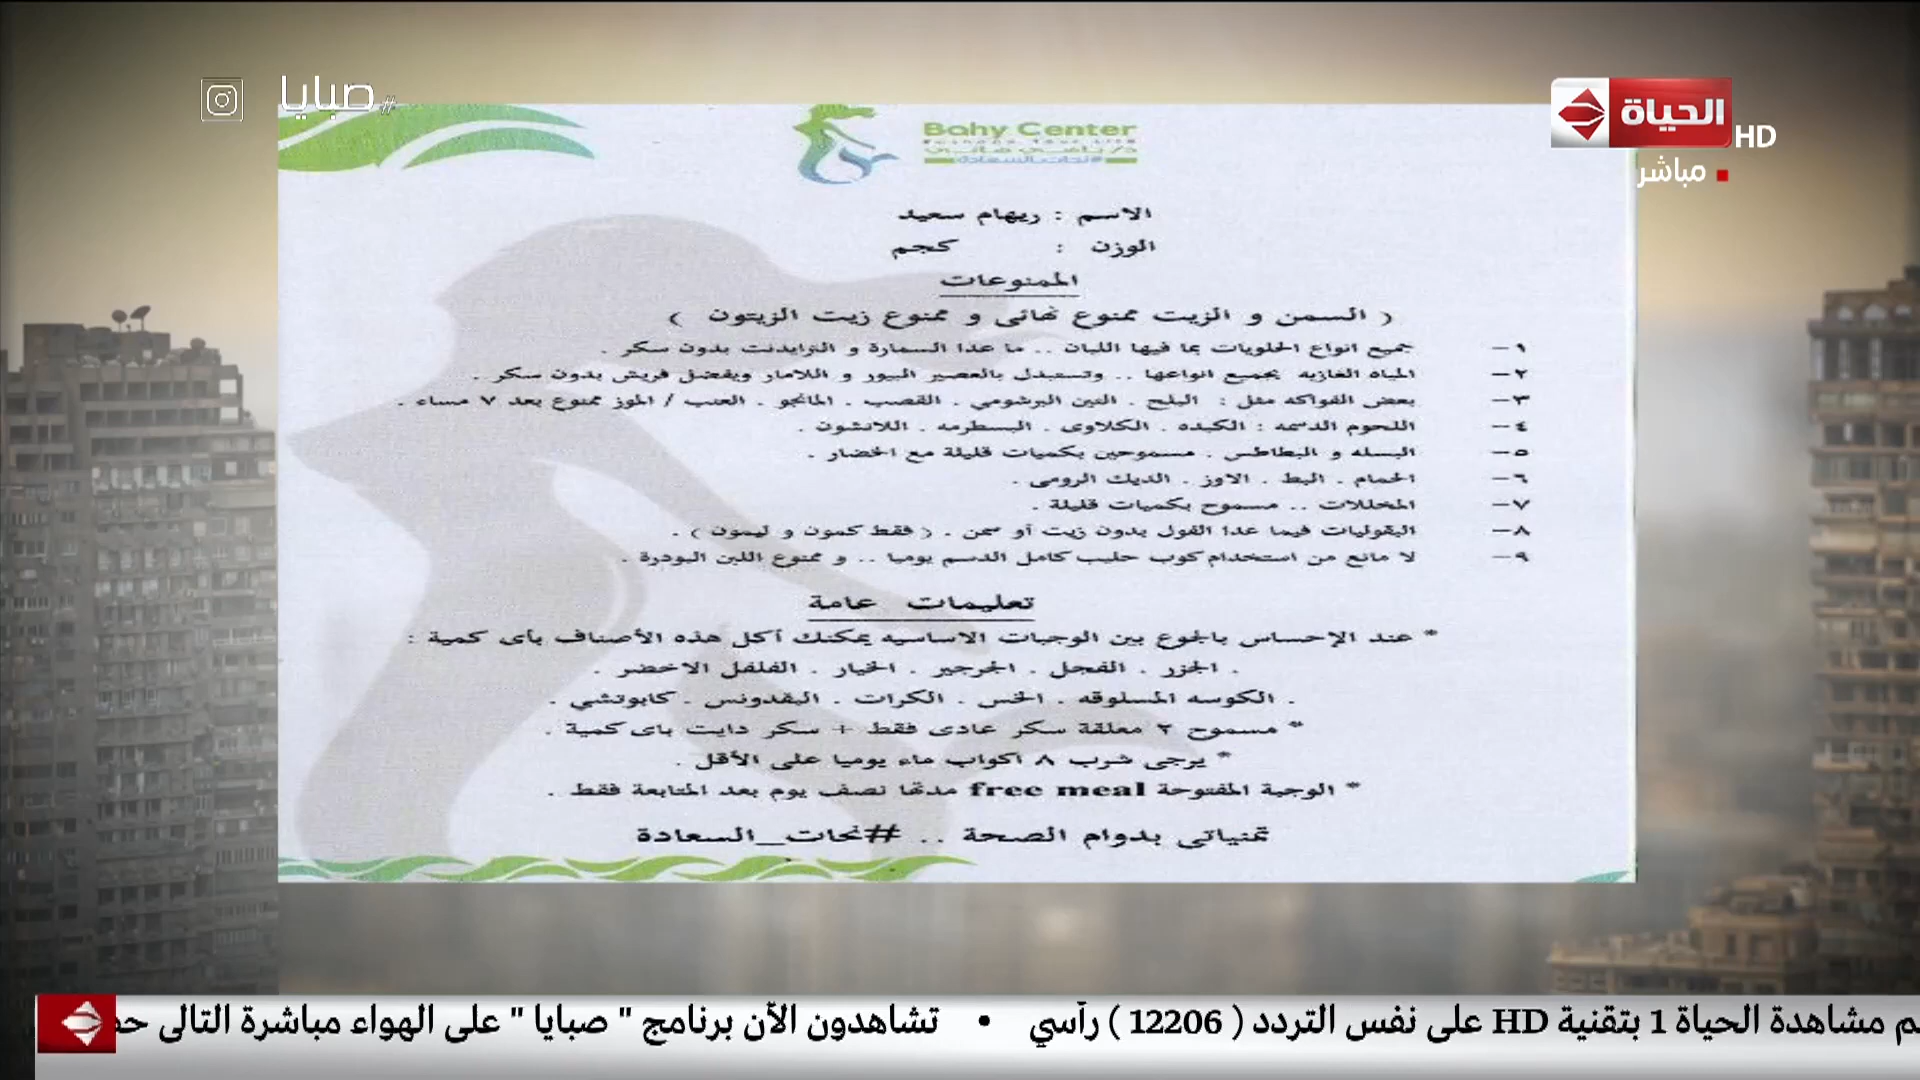 #صبايا
الحياة
HD
مباشر
Bahy Center
#نحات_السعادة
الاسم : ريهام سعيد
الوزن : كجم
الممنوعات
( السمن و الزيت ممنوع نهائى و ممنوع زيت الزيتون )
١- جميع انواع الحلويات بما فيها اللبان .. ما عدا السمارة و الترايدنت بدون سكر .
٢- المياه الغازيه بجميع انواعها .. وتستبدل بالعصير البيور و اللامار ويفضل فريش بدون سكر .
٣- بعض الفواكه مثل : البلح . التين البرشومي . القصب . المانجو . العنب / الموز ممنوع بعد ٧ مساء .
٤- اللحوم الدسمه : الكبده . الكلاوى . البسطرمه . اللانشون .
٥- البسله و البطاطس . مسموحين بكميات قليلة مع الخضار .
٦- الحمام . البط . الاوز . الديك الرومى .
٧- المخللات .. مسموح بكميات قليلة .
٨- البقوليات فيما عدا الفول بدون زيت أو سمن . ( فقط كمون و ليمون ) .
٩- لا مانع من استخدام كوب حليب كامل الدسم يوميا .. و ممنوع اللبن البودرة .
تعليمات عامة
* عند الإحساس بالجوع بين الوجبات الاساسيه يمكنك أكل هذه الأصناف بأى كمية :
. الجزر . الفجل . الجرجير . الخيار . الفلفل الاخضر .
. الكوسه المسلوقه . الخس . الكرات . البقدونس . كابوتشي .
* مسموح ٢ معلقة سكر عادى فقط + سكر دايت باى كمية .
* يرجى شرب ٨ اكواب ماء يوميا على الأقل .
* الوجبة المفتوحة free meal مدتها نصف يوم بعد المتابعة فقط .
تمنياتى بدوام الصحة .. #نحات_السعادة
م مشاهدة الحياة 1 بتقنية HD على نفس التردد ( 12206 ) رأسي • تشاهدون الآن برنامج " صبايا " على الهواء مباشرة التالى حم